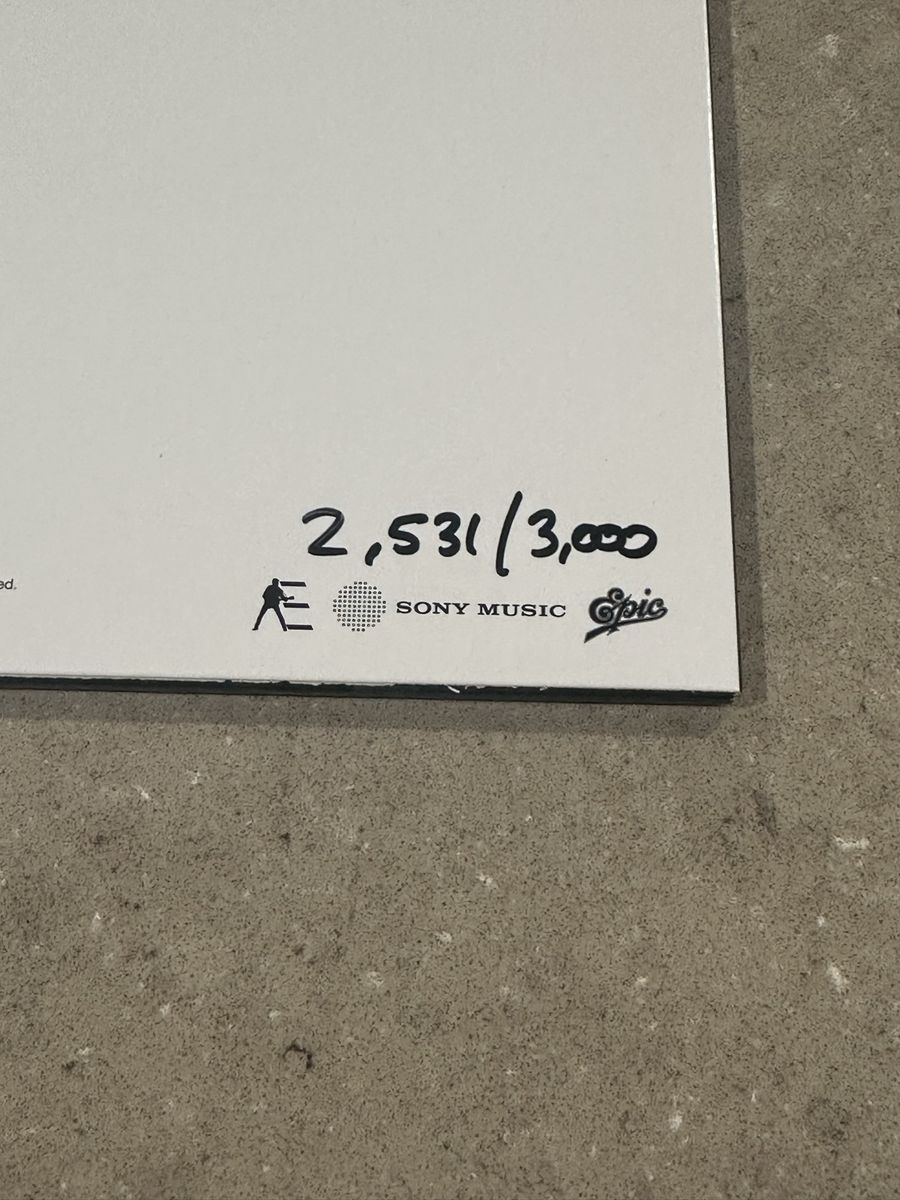 2,531/3,000
ed.
E SONY MUSIC Epic